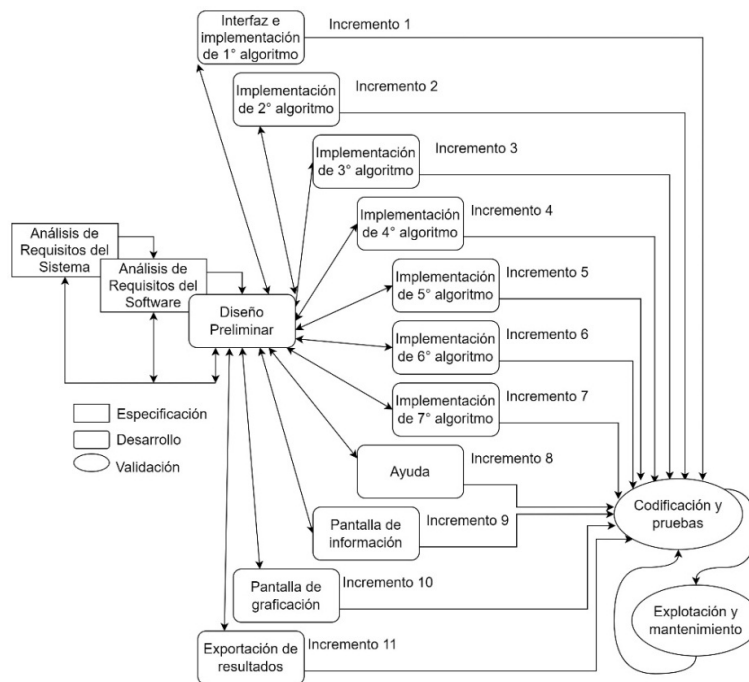 Interfaz e
implementación
de 1° algoritmo
Incremento 1
Implementación
de 2° algoritmo
Incremento 2
Implementación
de 3° algoritmo
Incremento 3
Implementación
de 4° algoritmo
Incremento 4
Análisis de
Requisitos del
Sistema
Análisis de
Requisitos del
Software
Diseño
Preliminar
Implementación
de 5° algoritmo
Incremento 5
Implementación
de 6° algoritmo
Incremento 6
Implementación
de 7° algoritmo
Incremento 7
Especificación
Desarrollo
Validación
Ayuda
Incremento 8
Pantalla de
información
Incremento 9
Pantalla de
graficación
Incremento 10
Exportación de
resultados
Incremento 11
Codificación y
pruebas
Explotación y
mantenimiento